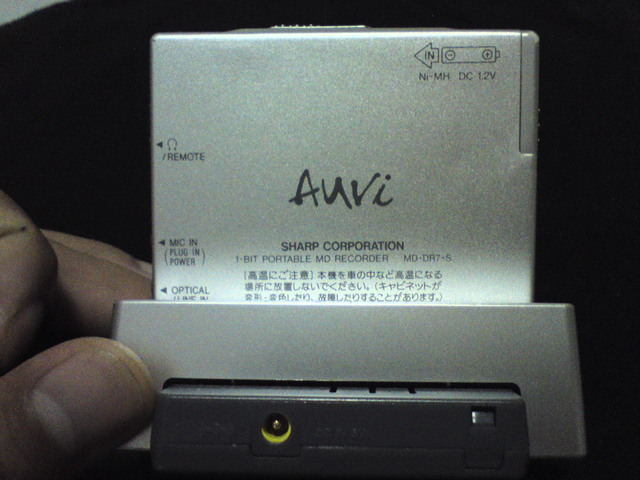 IN
Ni-MH DC 1.2V
/REMOTE
Auvi
MIC IN
(PLUG IN
POWER)
SHARP CORPORATION
1-BIT PORTABLE MD RECORDER MD-DR7-S
[高温にご注意] 本機を車の中など高温になる
場所に放置しないでください。(キャビネットが
変形・変色したり、故障したりすることがあります。)
OPTICAL
/LINE IN